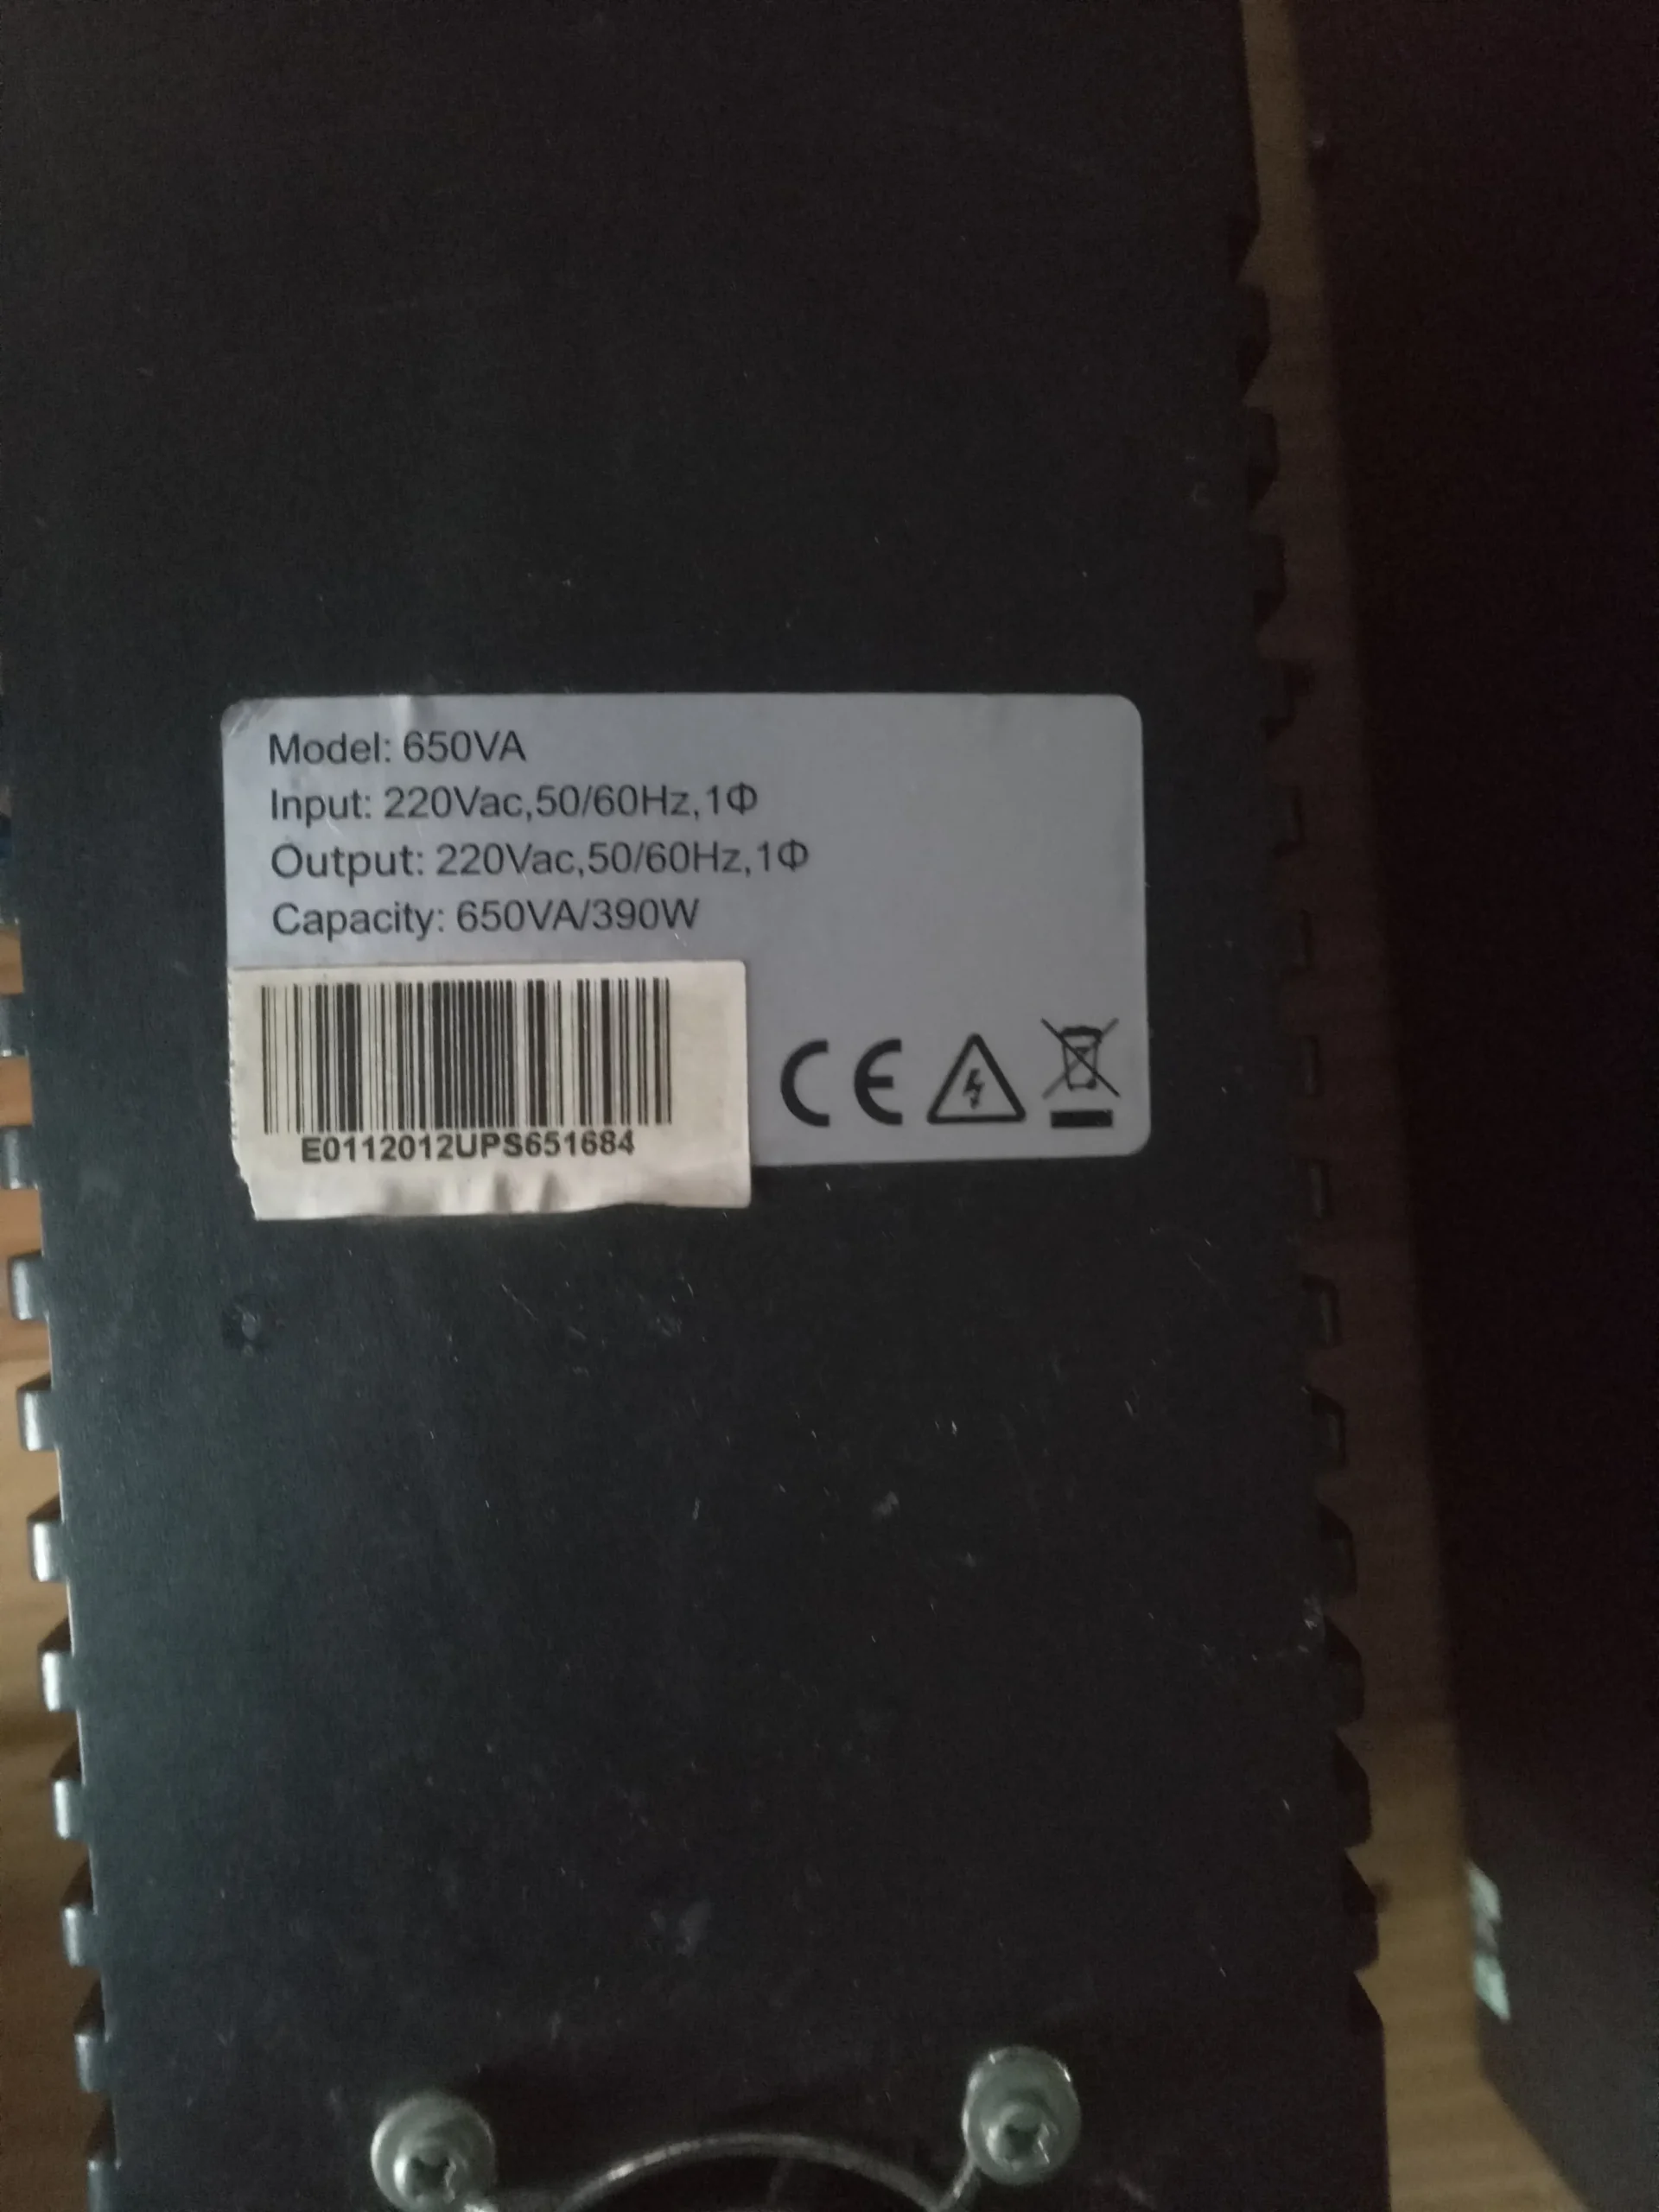 Model: 650VA
Input: 220Vac,50/60Hz,1Φ
Output: 220Vac,50/60Hz,1Φ
Capacity: 650VA/390W
E0112012UPS651684
CE